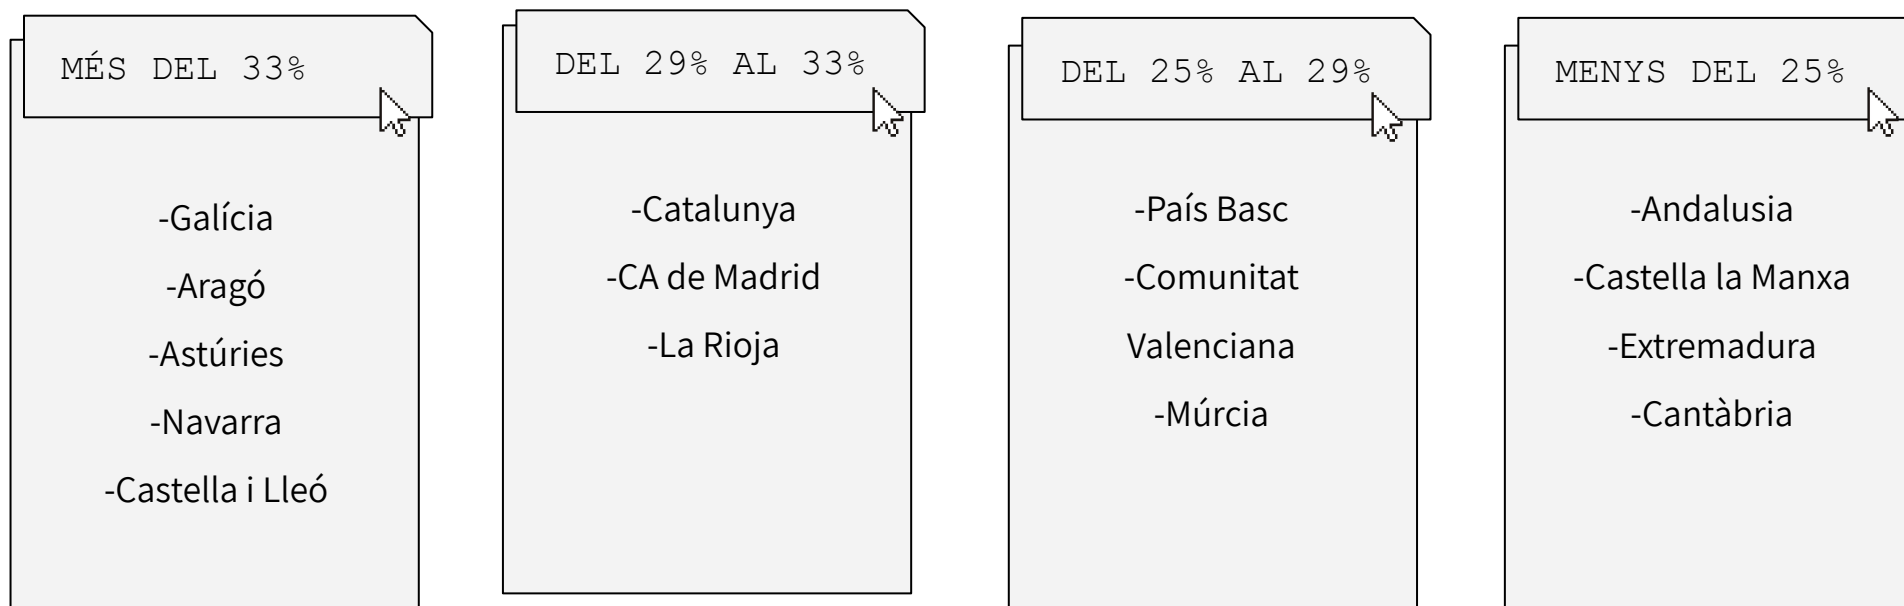 MÉS DEL 33%
-Galícia
-Aragó
-Astúries
-Navarra
-Castella i Lleó
DEL 29% AL 33%
-Catalunya
-CA de Madrid
-La Rioja
DEL 25% AL 29%
-País Basc
-Comunitat
Valenciana
-Múrcia
MENYS DEL 25%
-Andalusia
-Castella la Manxa
-Extremadura
-Cantàbria